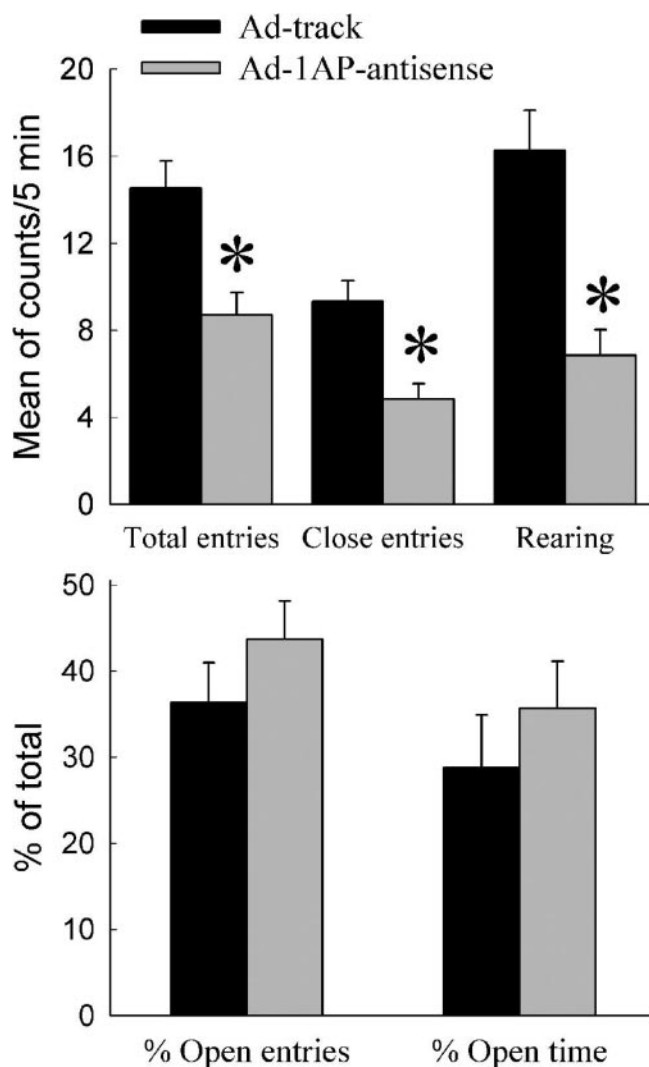 Ad-track
Ad-1AP-antisense
Mean of counts/5 min
20
16
12
8
4
0
*
*
*
Total entries Close entries Rearing
% of total
50
40
30
20
10
0
% Open entries % Open time